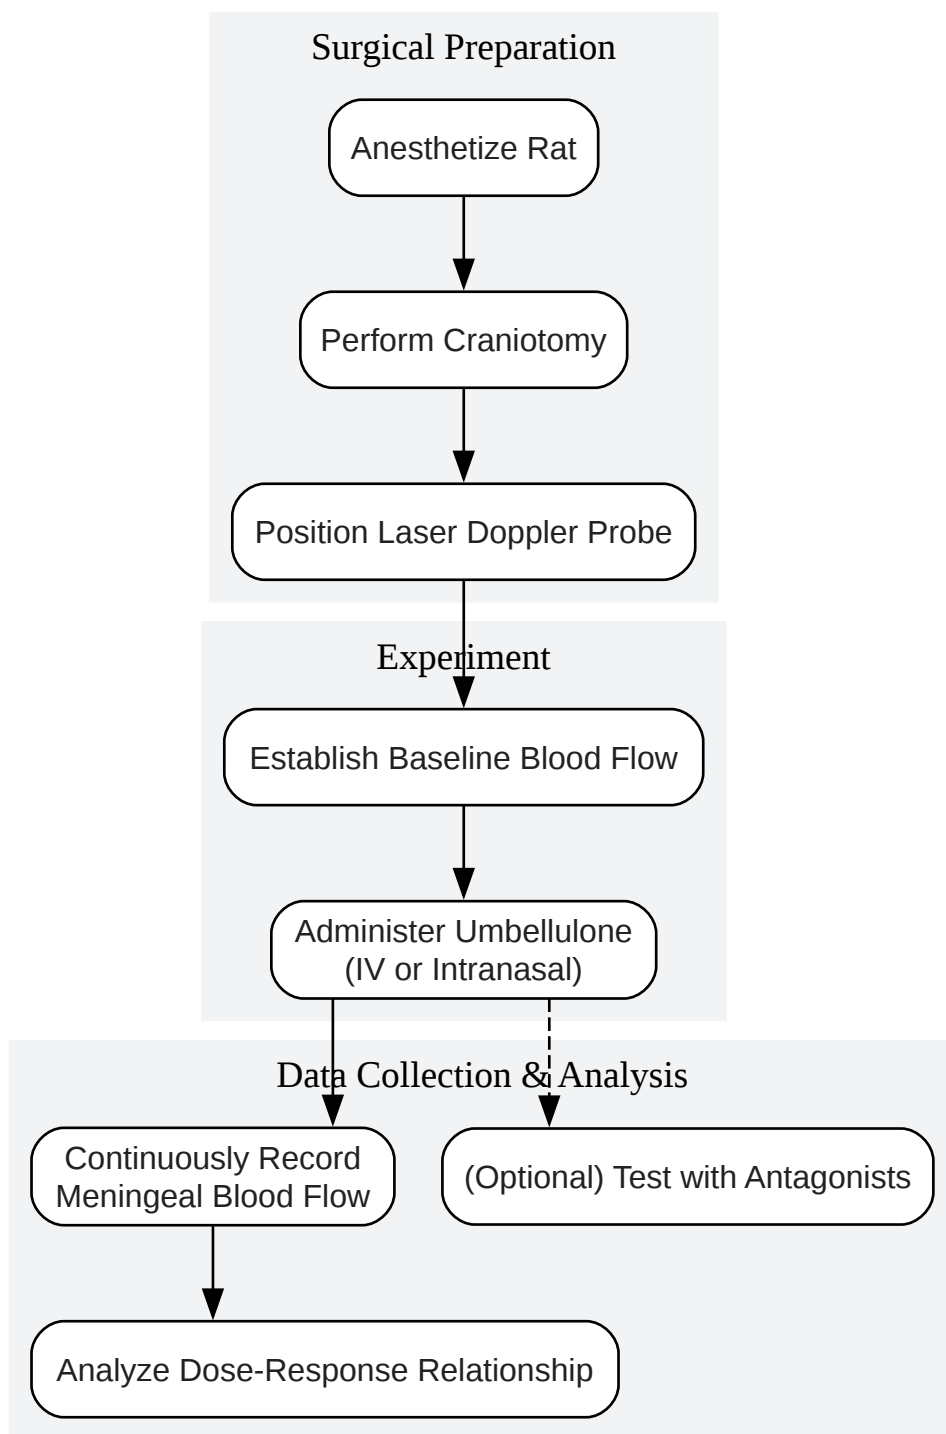 Surgical Preparation
Anesthetize Rat
Perform Craniotomy
Position Laser Doppler Probe
Experiment
Establish Baseline Blood Flow
Administer Umbellulone
(IV or Intranasal)
Data Collection & Analysis
Continuously Record
Meningeal Blood Flow
(Optional) Test with Antagonists
Analyze Dose-Response Relationship